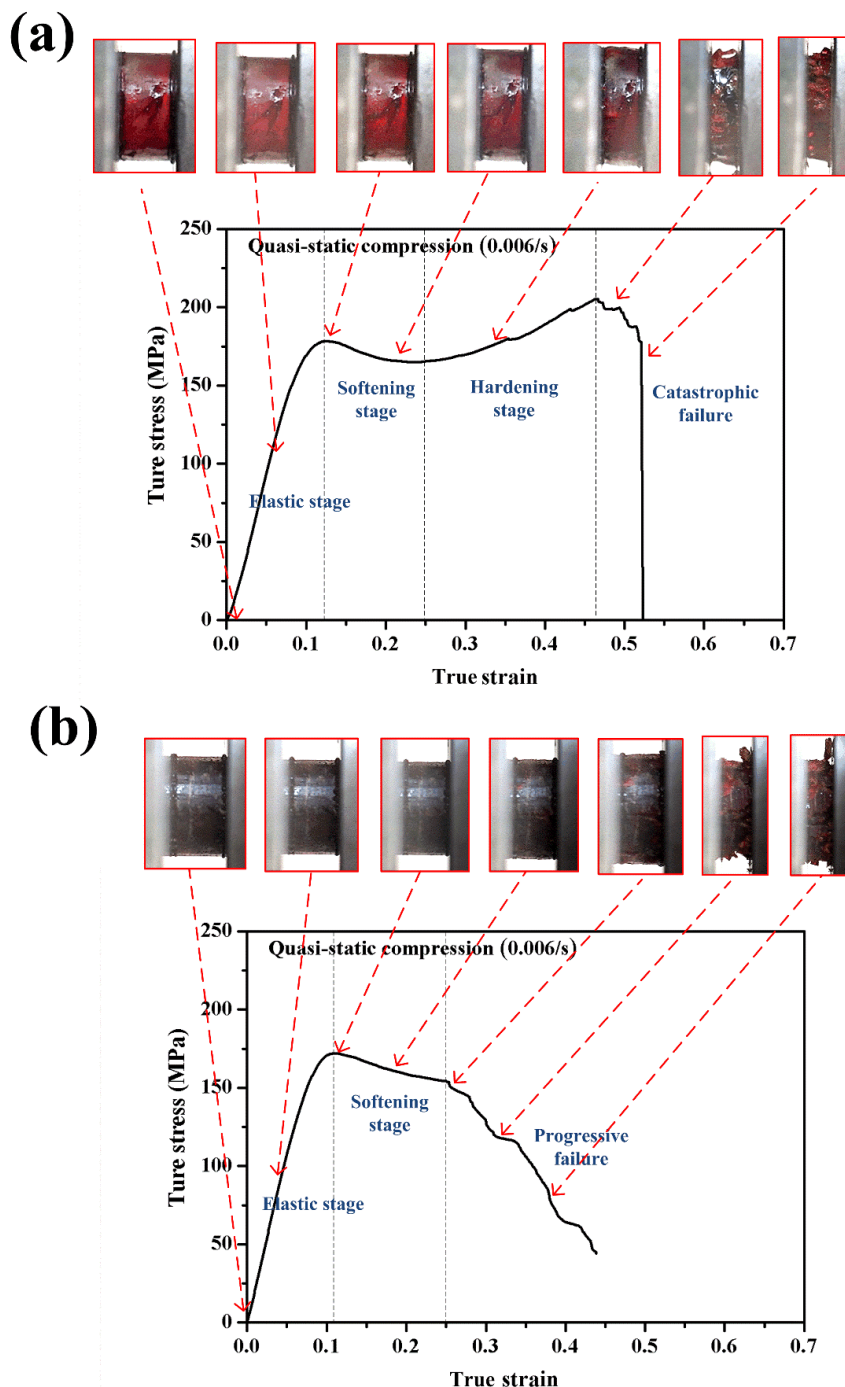 (a)
250
Quasi-static compression (0.006/s)
200
150
100
50
0
Ture stress (MPa)
Softening
stage
Hardening
stage
Catastrophic
failure
Elastic stage
0.0 0.1 0.2 0.3 0.4 0.5 0.6 0.7
True strain
(b)
250
Quasi-static compression (0.006/s)
200
150
100
50
0
Ture stress (MPa)
Softening
stage
Progressive
failure
Elastic stage
0.0 0.1 0.2 0.3 0.4 0.5 0.6 0.7
True strain